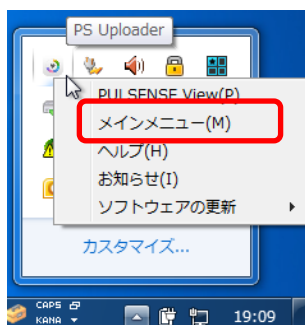 PS Uploader
PULSENSE View(P)
メインメニュー(M)
ヘルプ(H)
お知らせ(I)
ソフトウェアの更新
カスタマイズ...
CAPS
KANA
19:09